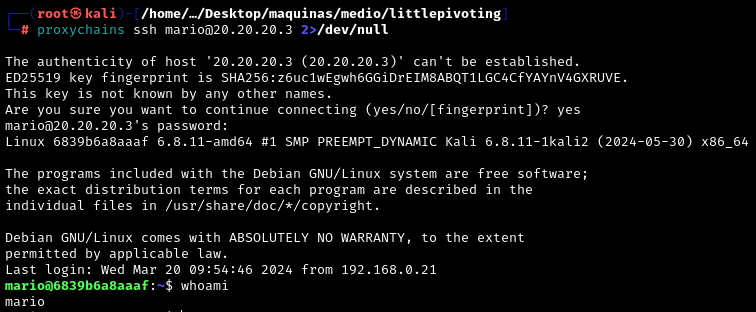 ┌──(root㉿kali)-[/home/…/Desktop/maquinas/medio/littlepivoting]
└─# proxychains ssh mario@20.20.20.3 2>/dev/null
The authenticity of host '20.20.20.3 (20.20.20.3)' can't be established.
ED25519 key fingerprint is SHA256:z6uc1wEgwh6GGiDrEIM8ABQT1LGC4CfYAYnV4GXRUVE.
This key is not known by any other names.
Are you sure you want to continue connecting (yes/no/[fingerprint])? yes
mario@20.20.20.3's password:
Linux 6839b6a8aaaf 6.8.11-amd64 #1 SMP PREEMPT_DYNAMIC Kali 6.8.11-1kali2 (2024-05-30) x86_64
The programs included with the Debian GNU/Linux system are free software;
the exact distribution terms for each program are described in the
individual files in /usr/share/doc/*/copyright.
Debian GNU/Linux comes with ABSOLUTELY NO WARRANTY, to the extent
permitted by applicable law.
Last login: Wed Mar 20 09:54:46 2024 from 192.168.0.21
mario@6839b6a8aaaf:~$ whoami
mario